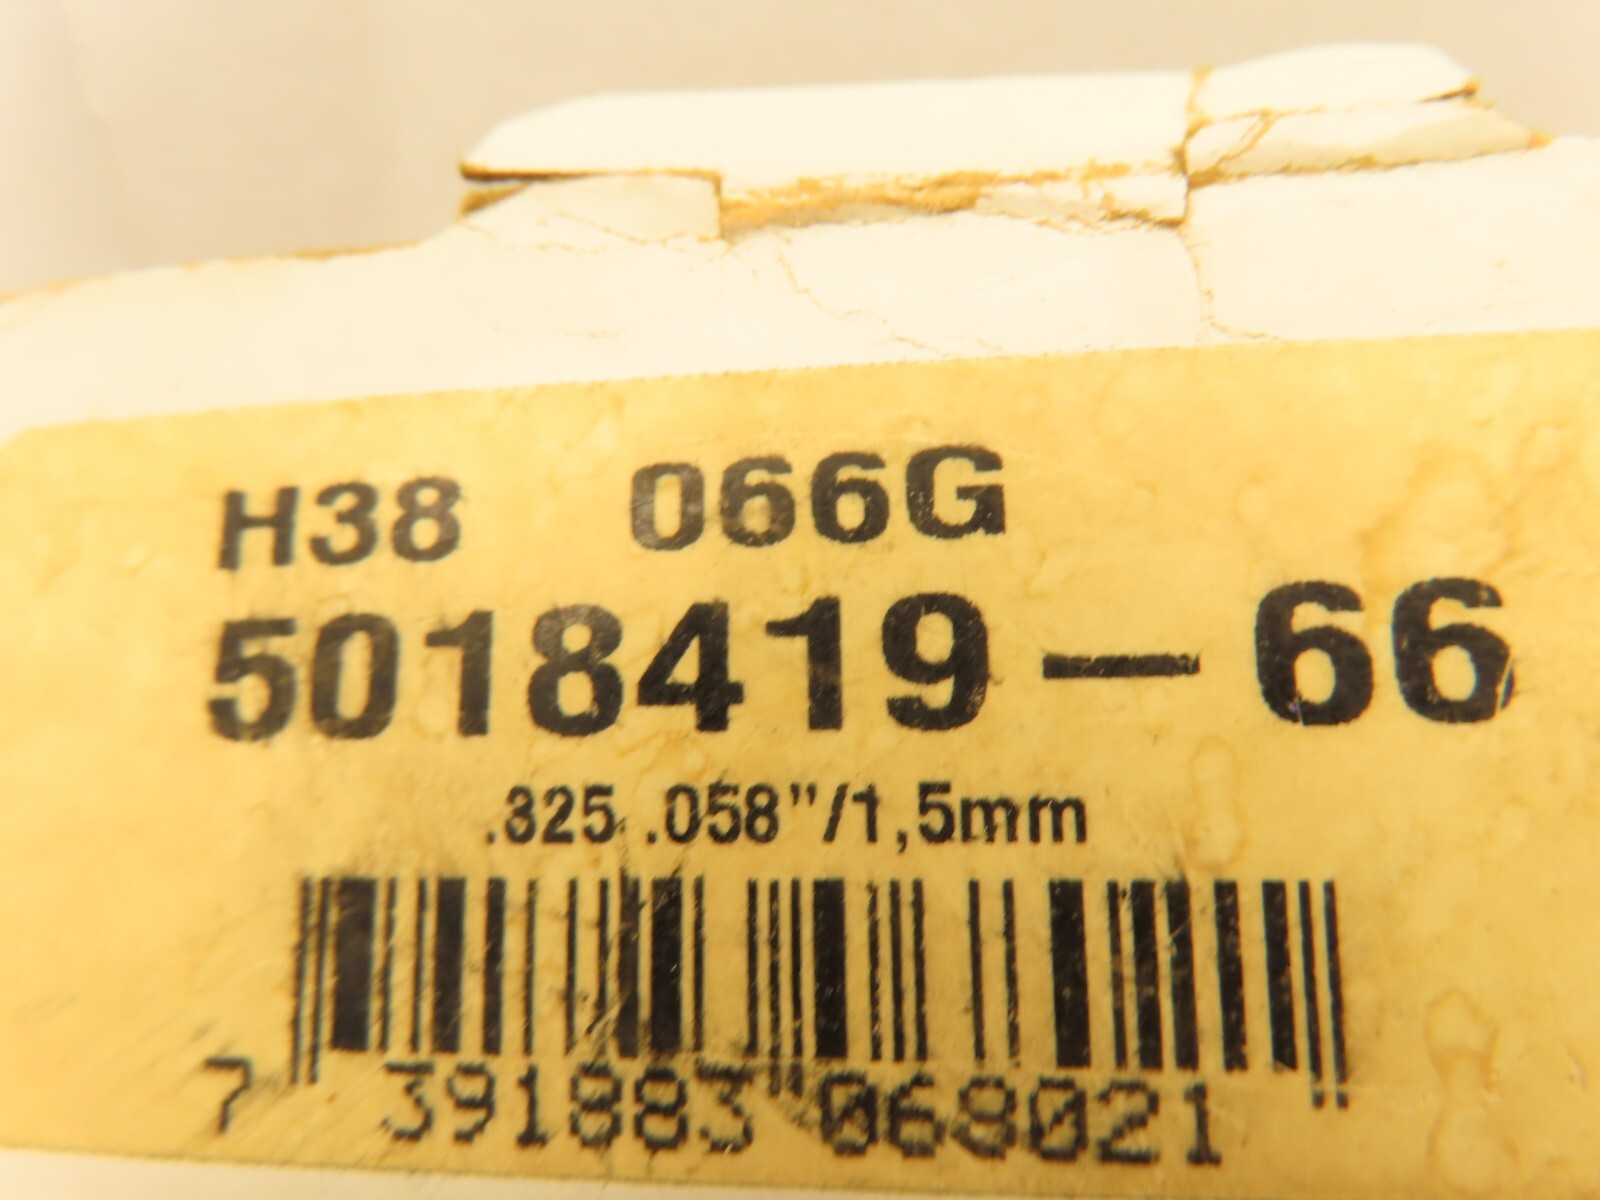 H38 066G
5018419-66
.325 .058"/1,5mm
7 391883 068021